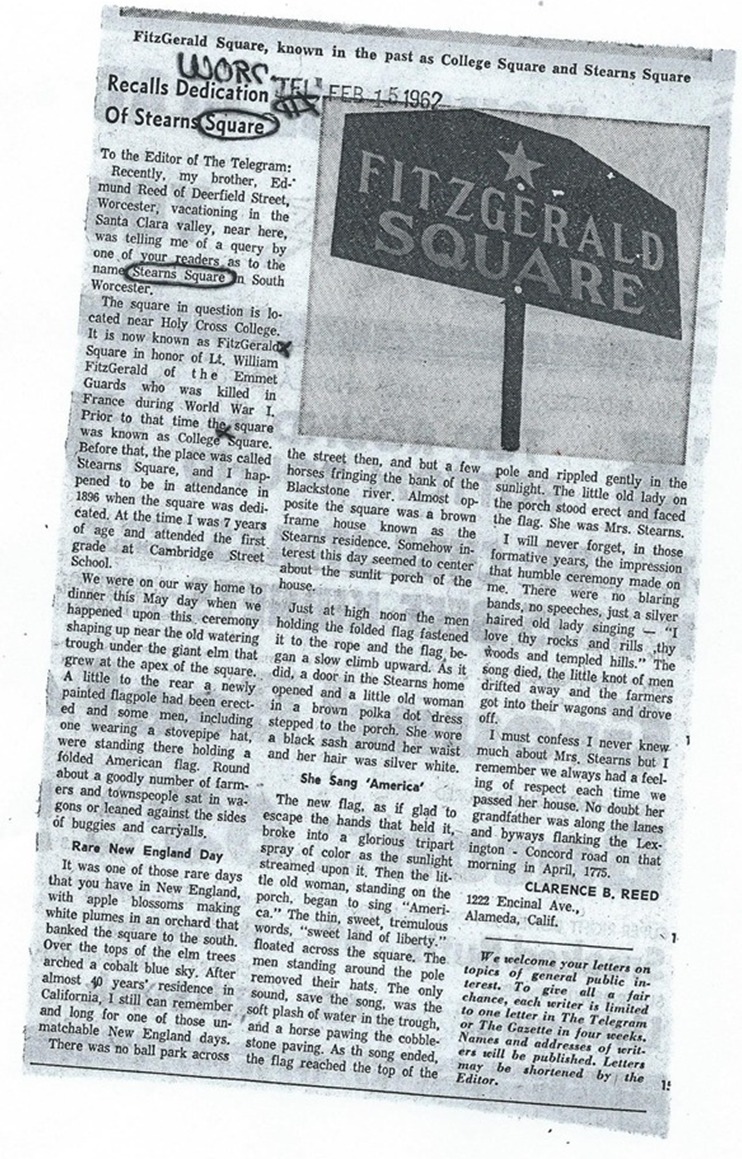 FitzGerald Square, known in the past as College Square and Stearns Square
WORC.
TEL
FEB 15 1962
Recalls Dedication
Of Stearns Square
FITZGERALD
SQUARE
To the Editor of The Telegram:
Recently, my brother, Ed-
mund Reed of Deerfield Street,
Worcester, vacationing in the
Santa Clara valley, near here,
was telling me of a query by
one of your readers as to the
name Stearns Square in South
Worcester.
The square in question is lo-
cated near Holy Cross College.
It is now known as FitzGerald
Square in honor of Lt. William
FitzGerald of the Emmet
Guards who was killed in
France during World War I.
Prior to that time the square
was known as College Square.
Before that, the place was called
Stearns Square, and I hap-
pened to be in attendance in
1896 when the square was dedi-
cated. At the time I was 7 years
of age and attended the first
grade at Cambridge Street
School.
We were on our way home to
dinner this May day when we
happened upon this ceremony
shaping up near the old watering
trough under the giant elm that
grew at the apex of the square.
A little to the rear a newly
painted flagpole had been erect-
ed and some men, including
one wearing a stovepipe hat,
were standing there holding a
folded American flag. Round
about a goodly number of farm-
ers and townspeople sat in wa-
gons or leaned against the sides
of buggies and carryalls.
Rare New England Day
It was one of those rare days
that you have in New England,
with apple blossoms making
white plumes in an orchard that
banked the square to the south.
Over the tops of the elm trees
arched a cobalt blue sky. After
almost 40 years' residence in
California, I still can remember
and long for one of those un-
matchable New England days.
There was no ball park across
the street then, and but a few
horses fringing the bank of the
Blackstone river. Almost op-
posite the square was a brown
frame house known as the
Stearns residence. Somehow in-
terest this day seemed to center
about the sunlit porch of the
house.
Just at high noon the men
holding the folded flag fastened
it to the rope and the flag be-
gan a slow climb upward. As it
did, a door in the Stearns home
opened and a little old woman
in a brown polka dot dress
stepped to the porch. She wore
a black sash around her waist
and her hair was silver white.
She Sang 'America'
The new flag, as if glad to
escape the hands that held it,
broke into a glorious tripart
spray of color as the sunlight
streamed upon it. Then the lit-
tle old woman, standing on the
porch, began to sing "Ameri-
ca." The thin, sweet, tremulous
words, "sweet land of liberty."
floated across the square. The
men standing around the pole
removed their hats. The only
sound, save the song, was the
soft plash of water in the trough,
and a horse pawing the cobble-
stone paving. As th song ended,
the flag reached the top of the
pole and rippled gently in the
sunlight. The little old lady on
the porch stood erect and faced
the flag. She was Mrs. Stearns.
I will never forget, in those
formative years, the impression
that humble ceremony made on
me. There were no blaring
bands, no speeches, just a silver
haired old lady singing — "I
love thy rocks and rills ,thy
woods and templed hills." The
song died, the little knot of men
drifted away and the farmers
got into their wagons and drove
off.
I must confess I never knew
much about Mrs. Stearns but I
remember we always had a feel-
ing of respect each time we
passed her house. No doubt her
grandfather was along the lanes
and byways flanking the Lex-
ington - Concord road on that
morning in April, 1775.
CLARENCE B. REED
1222 Encinal Ave.,
Alameda, Calif.
We welcome your letters on
topics of general public in-
terest. To give all a fair
chance, each writer is limited
to one letter in The Telegram
or The Gazette in four weeks.
Names and addresses of writ-
ers will be published. Letters
may be shortened by the
Editor.